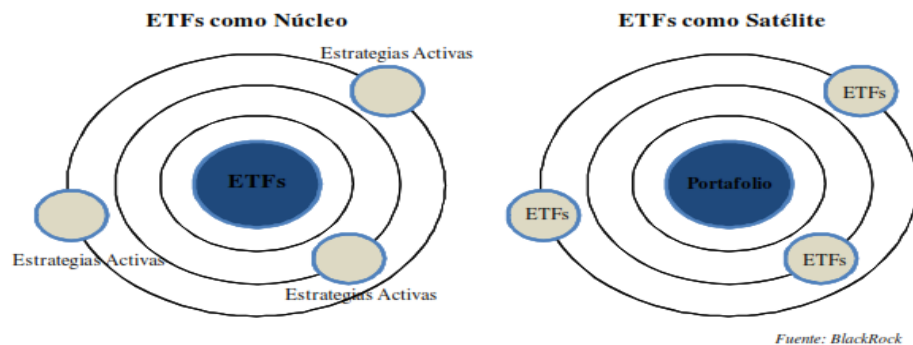 ETFs como Núcleo
ETFs como Satélite
Estrategias Activas
ETFs
Estrategias Activas
Estrategias Activas
ETFs
Portafolio
ETFs
ETFs
Fuente: BlackRock